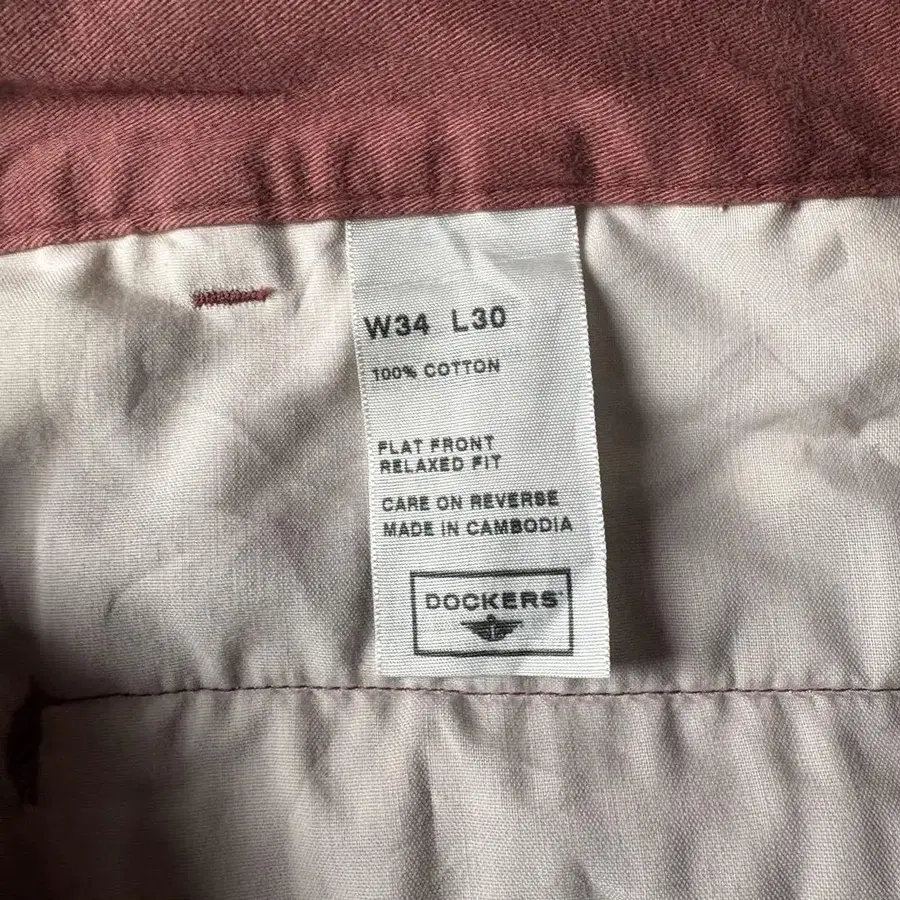 W34 L30
100% COTTON
FLAT FRONT
RELAXED FIT
CARE ON REVERSE
MADE IN CAMBODIA
DOCKERS